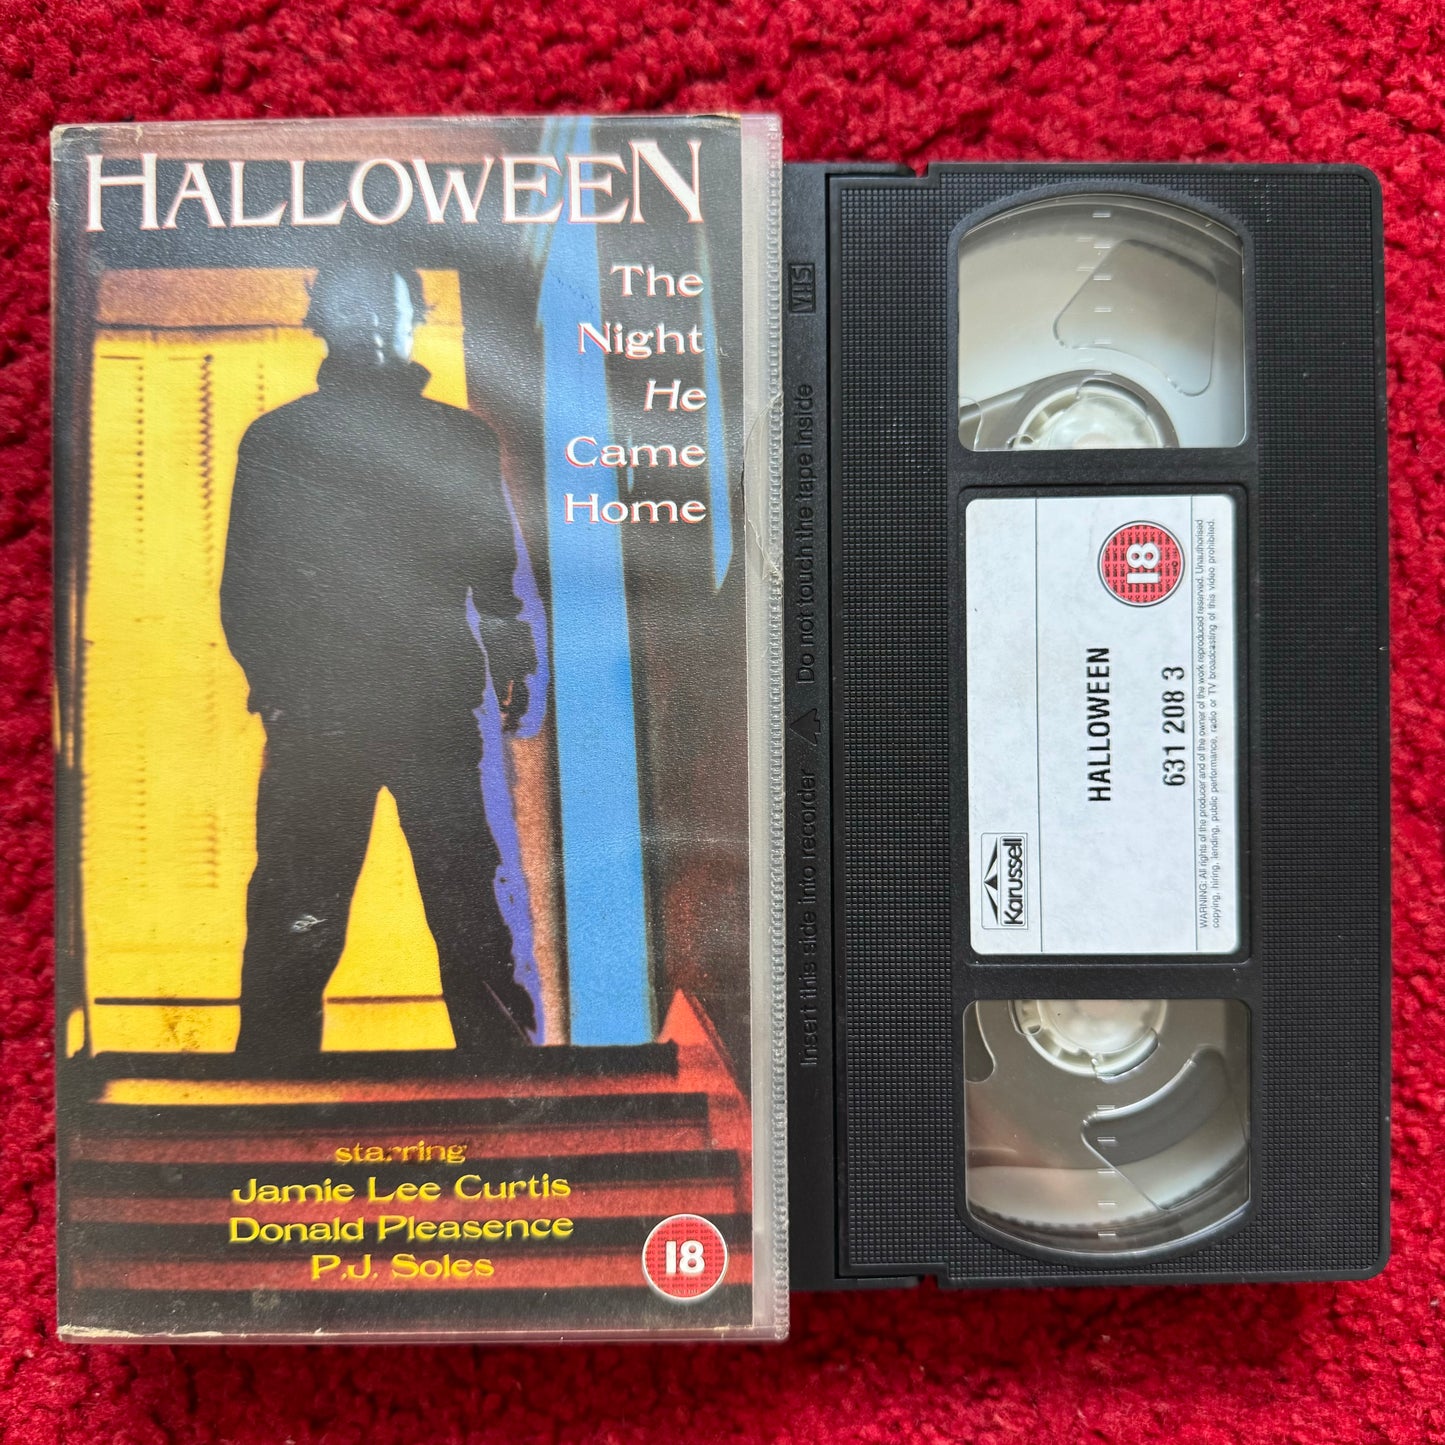 HALLOWEEN
The
Night
He
Came
Home
starring
Jamie Lee Curtis
Donald Pleasence
P.J. Soles
18
VHS
Insert this side into recorder
Do not touch the tape inside
Karussell
HALLOWEEN
631 208 3
18
WARNING: All rights of the producer and of the owner of the work reproduced reserved. Unauthorised
copying, hiring, lending, public performance, radio or TV broadcasting of this video prohibited.